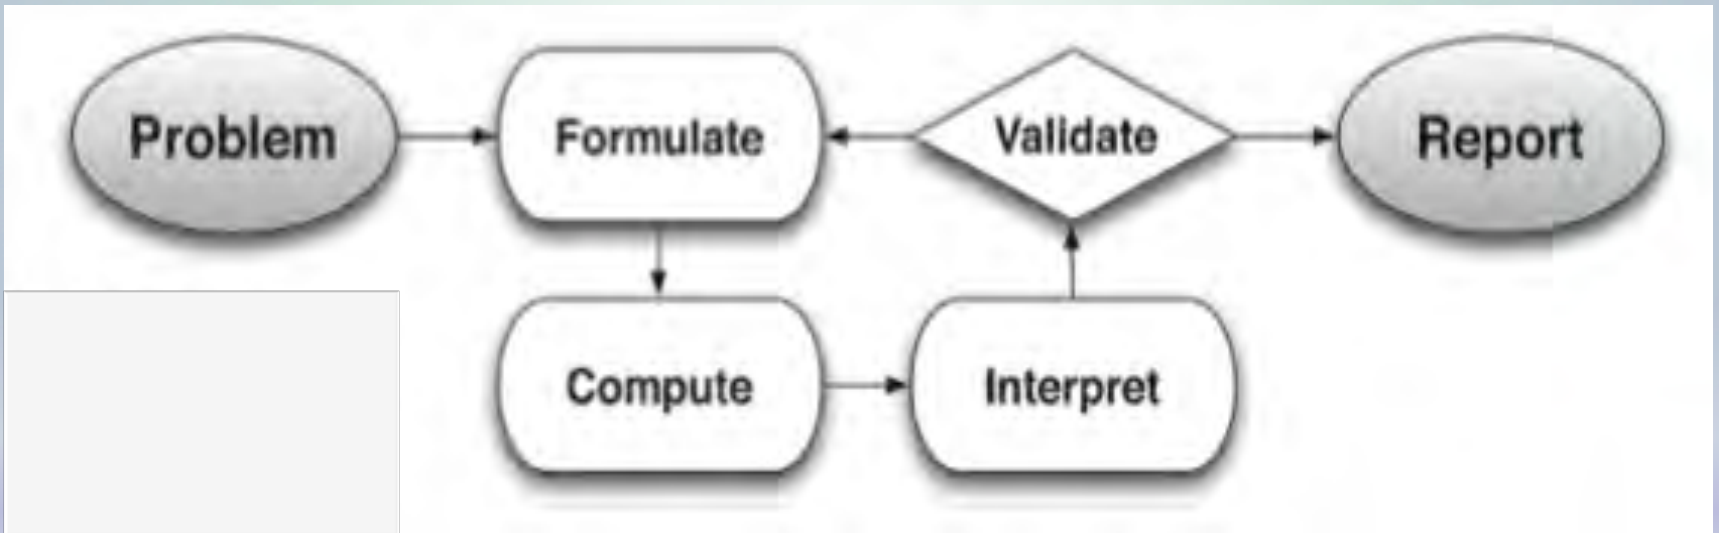 Problem
Formulate
Validate
Report
Compute
Interpret